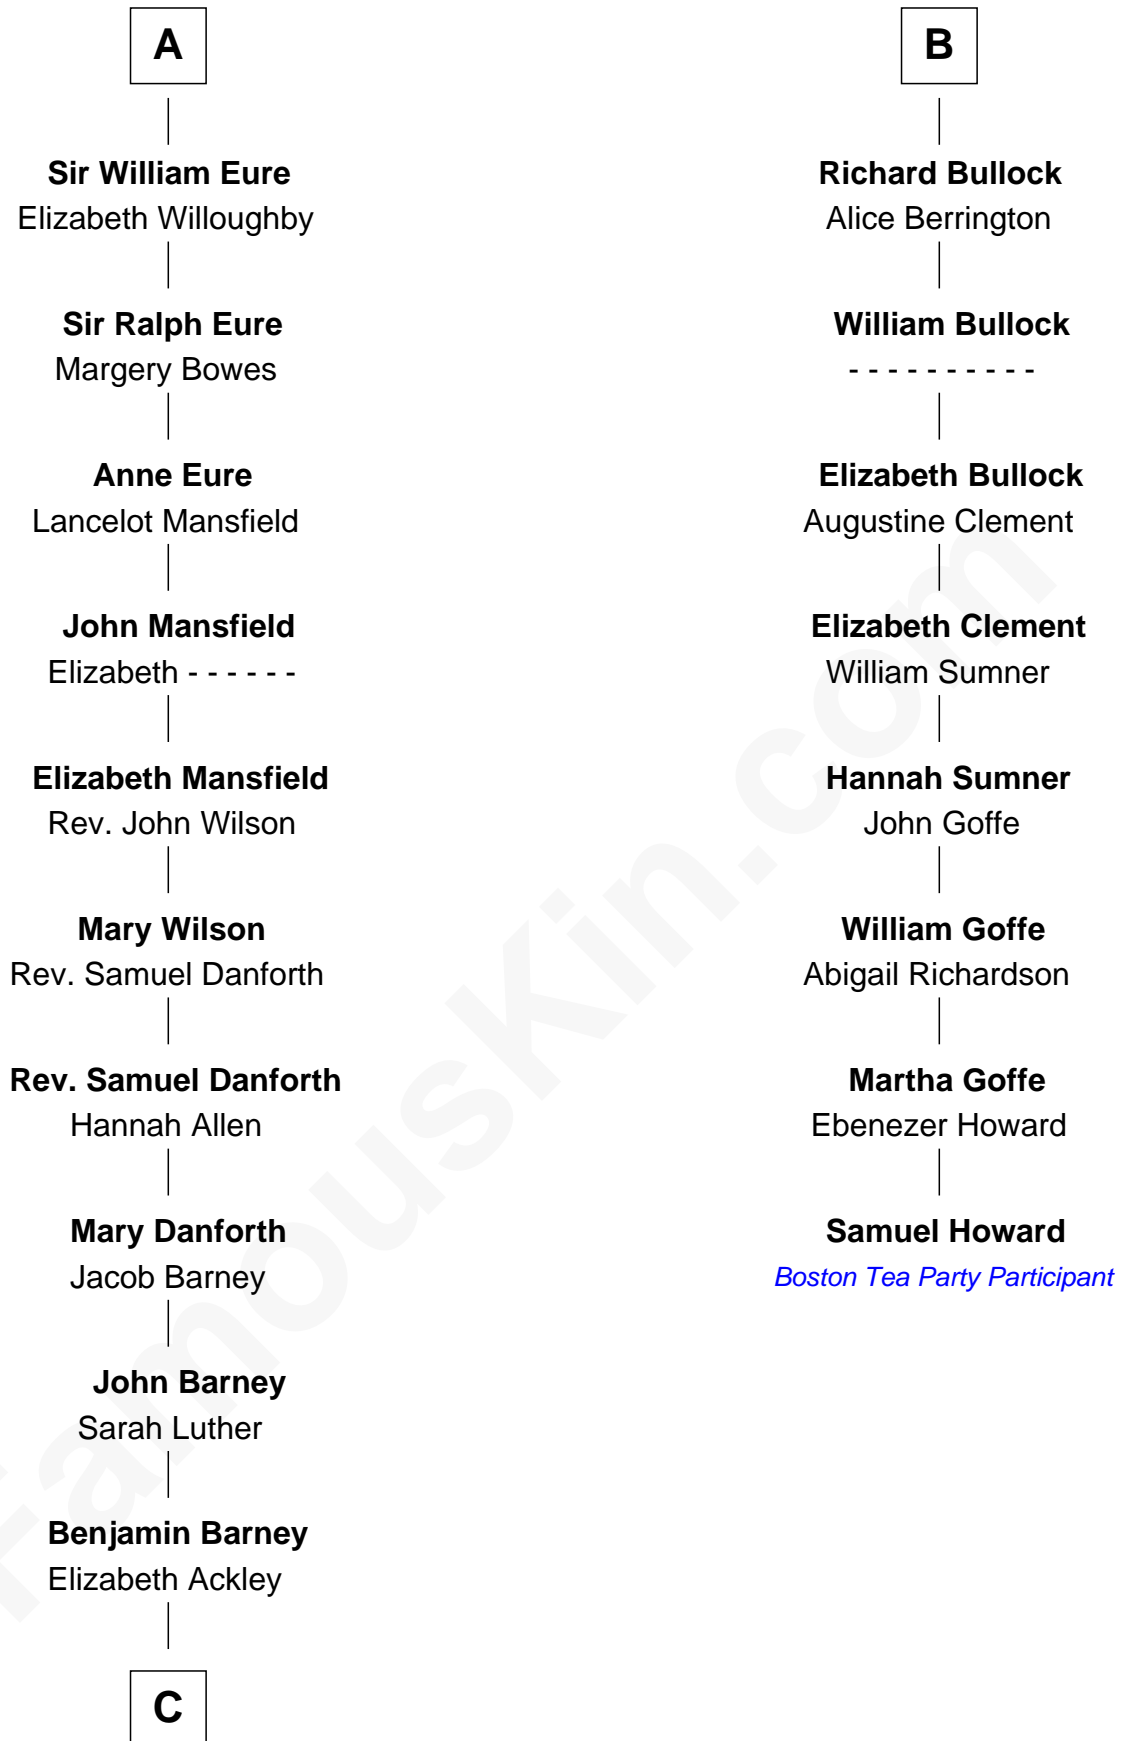 A
Sir William Eure
Elizabeth Willoughby
Sir Ralph Eure
Margery Bowes
Anne Eure
Lancelot Mansfield
John Mansfield
Elizabeth - - - - - -
Elizabeth Mansfield
Rev. John Wilson
Mary Wilson
Rev. Samuel Danforth
Rev. Samuel Danforth
Hannah Allen
Mary Danforth
Jacob Barney
John Barney
Sarah Luther
Benjamin Barney
Elizabeth Ackley
C
B
Richard Bullock
Alice Berrington
William Bullock
- - - - - - - - - -
Elizabeth Bullock
Augustine Clement
Elizabeth Clement
William Sumner
Hannah Sumner
John Goffe
William Goffe
Abigail Richardson
Martha Goffe
Ebenezer Howard
Samuel Howard
Boston Tea Party Participant
FamousKin.com